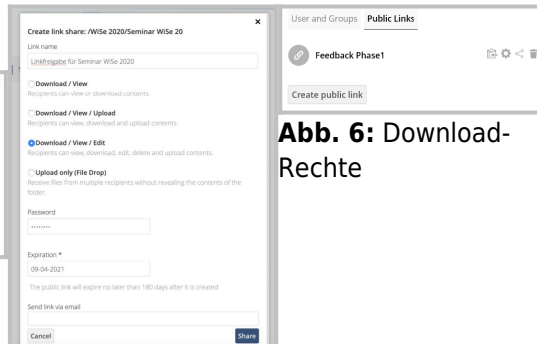 Create link share: /WiSe 2020/Seminar WiSe 20
Link name
Linkfreigabe für Seminar WiSe 2020
Download / View
Recipients can view or download contents.
Download / View / Upload
Recipients can view, download and upload contents.
Download / View / Edit
Recipients can view, download, edit, delete and upload contents.
Upload only (File Drop)
Receive files from multiple recipients without revealing the contents of the
folder.
Password
Expiration *
09-04-2021
The public link will expire no later than 180 days after it is created
Send link via email
Cancel
Share
User and Groups
Public Links
Feedback Phase1
Create public link
Abb. 6: Download-
Rechte